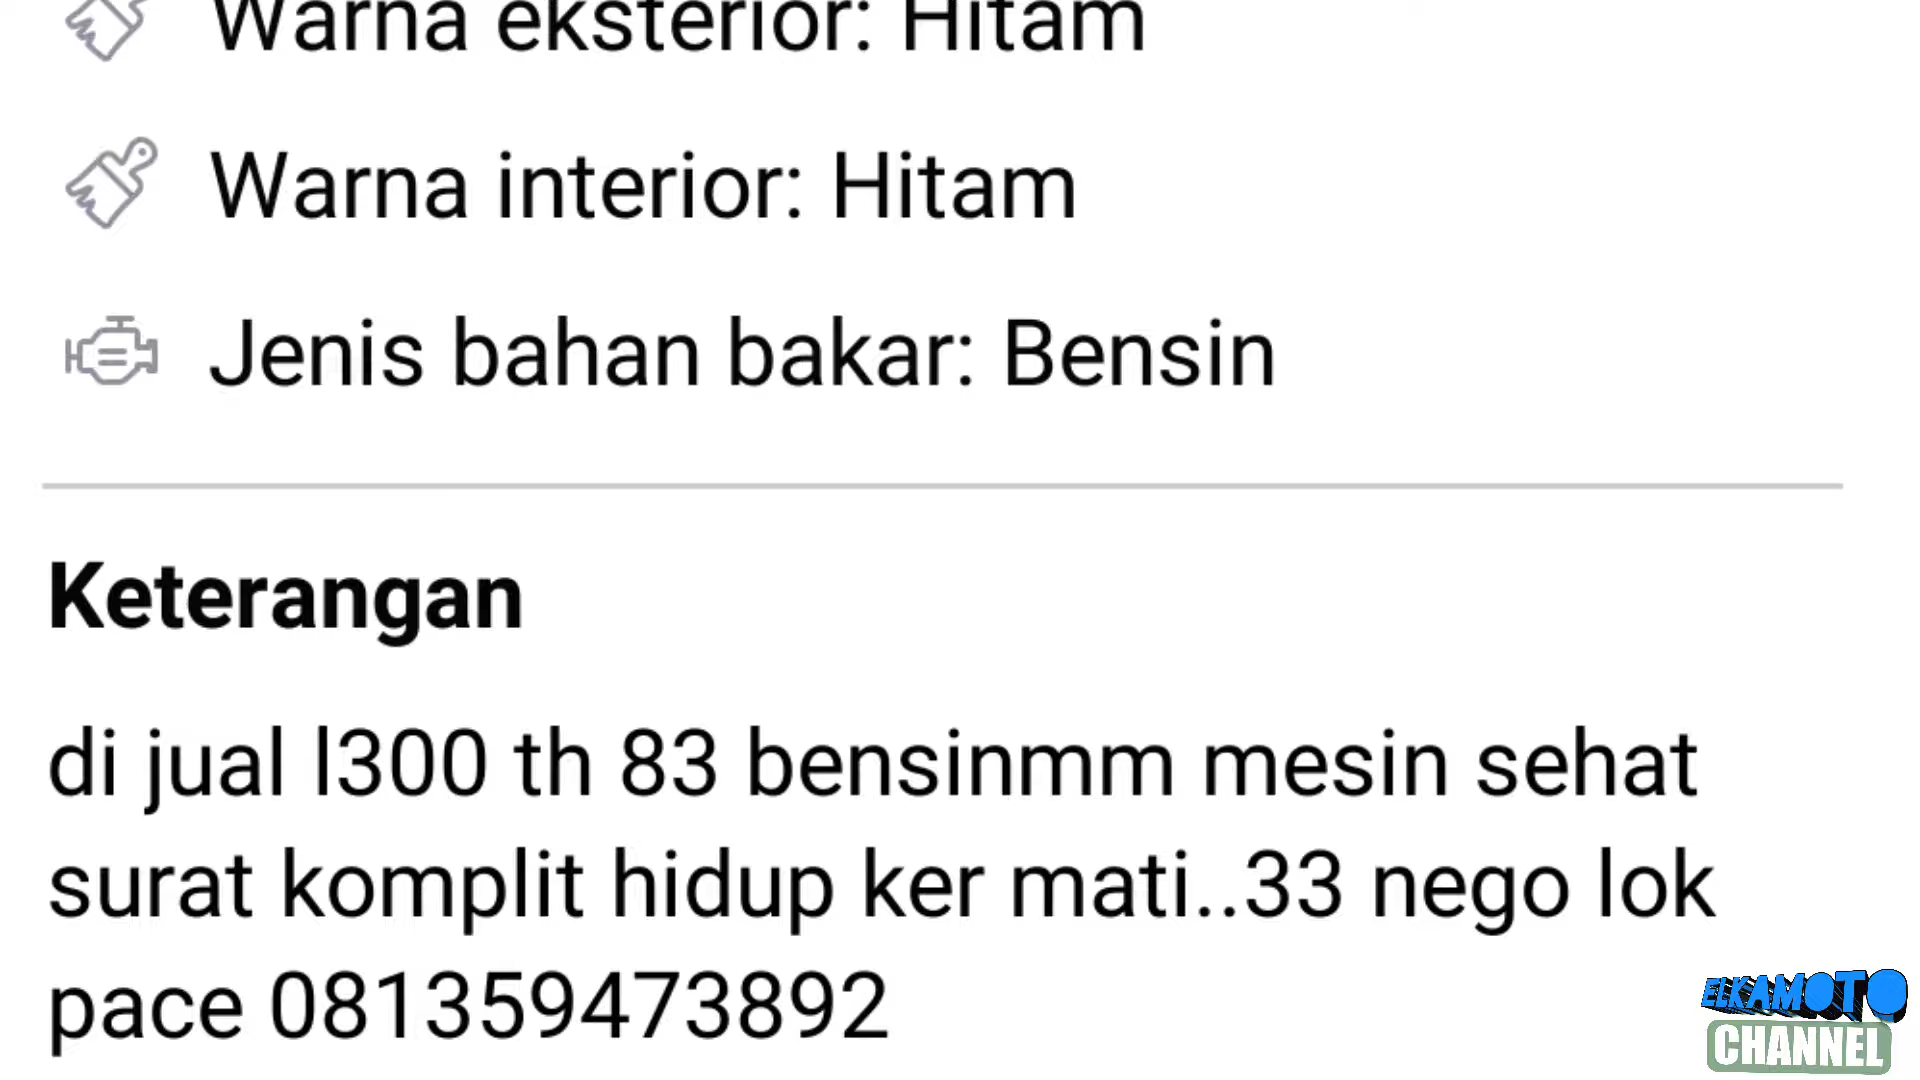 Warna eksterior: Hitam
Warna interior: Hitam
Jenis bahan bakar: Bensin
Keterangan
di jual l300 th 83 bensinmm mesin sehat
surat komplit hidup ker mati..33 nego lok
pace 081359473892
ELKAMOTO
CHANNEL